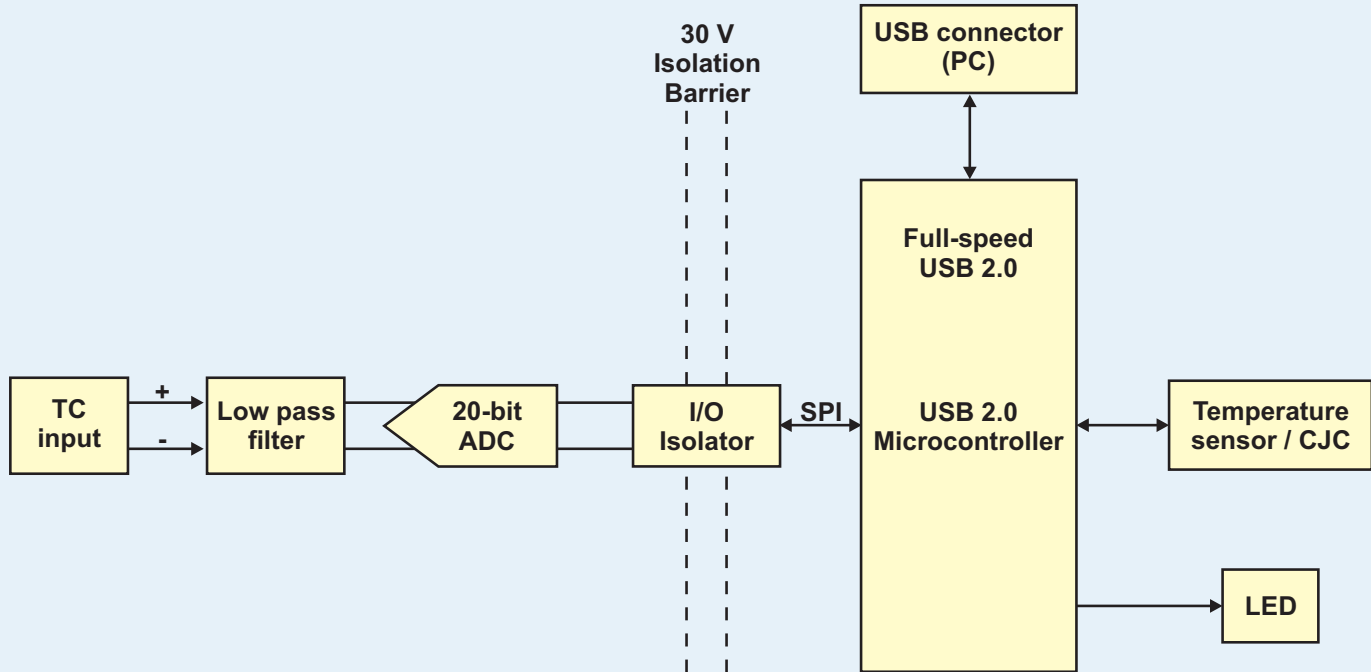 30 V
Isolation
Barrier
USB connector
(PC)
Full-speed
USB 2.0
TC
input
+
-
Low pass
filter
20-bit
ADC
I/O
Isolator
SPI
USB 2.0
Microcontroller
Temperature
sensor / CJC
LED